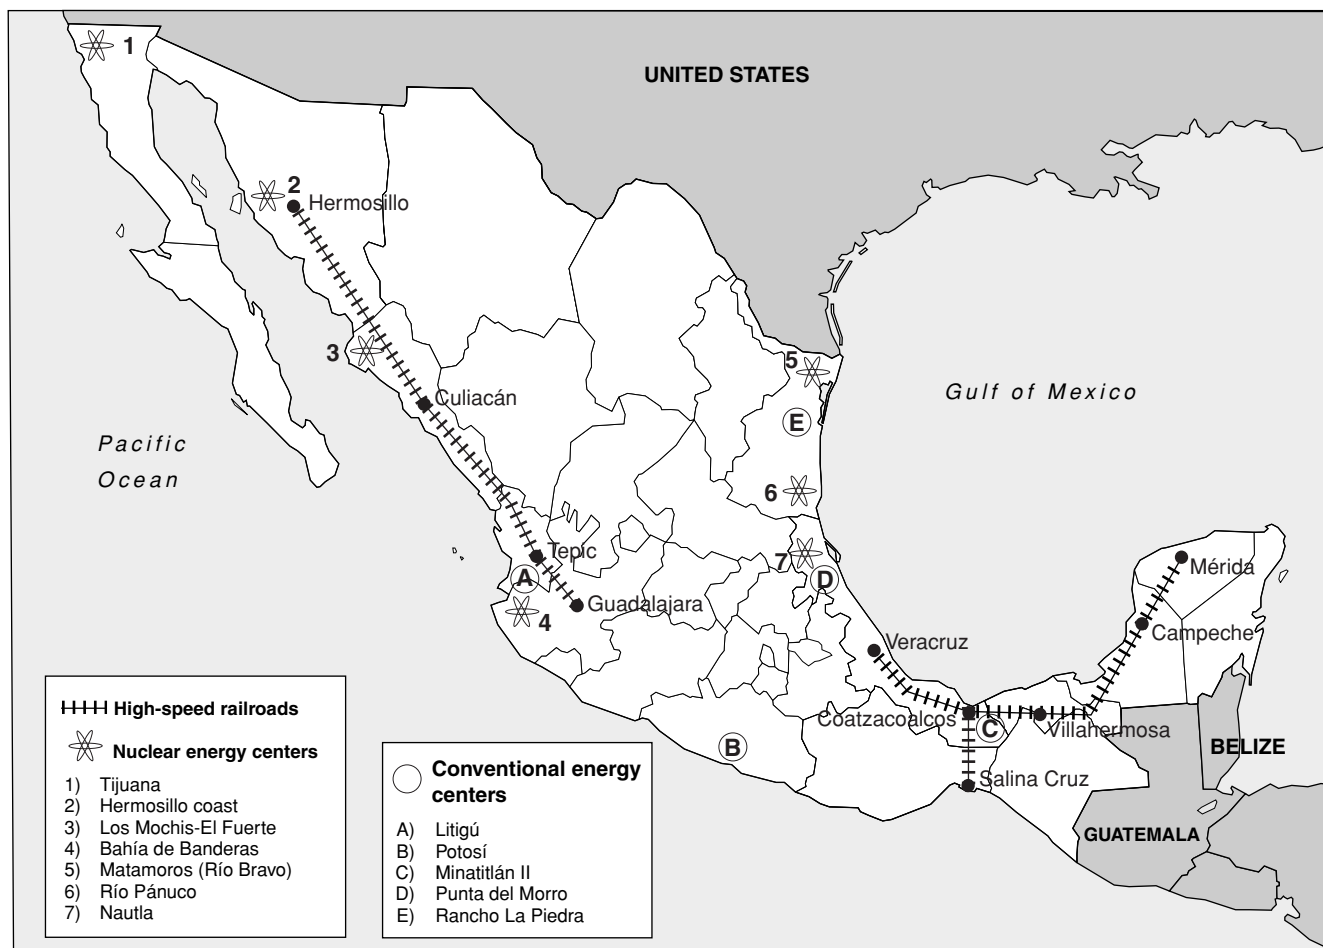 UNITED STATES
1
2
Hermosillo
3
Culiacán
Pacific
Ocean
Gulf of Mexico
5
E
6
7
D
Tepic
A
Guadalajara
4
Veracruz
Mérida
Campeche
Coatzacoalcos
C
Villahermosa
B
Salina Cruz
BELIZE
GUATEMALA
High-speed railroads
Nuclear energy centers
1) Tijuana
2) Hermosillo coast
3) Los Mochis-El Fuerte
4) Bahía de Banderas
5) Matamoros (Río Bravo)
6) Río Pánuco
7) Nautla
Conventional energy
centers
A) Litigú
B) Potosí
C) Minatitlán II
D) Punta del Morro
E) Rancho La Piedra